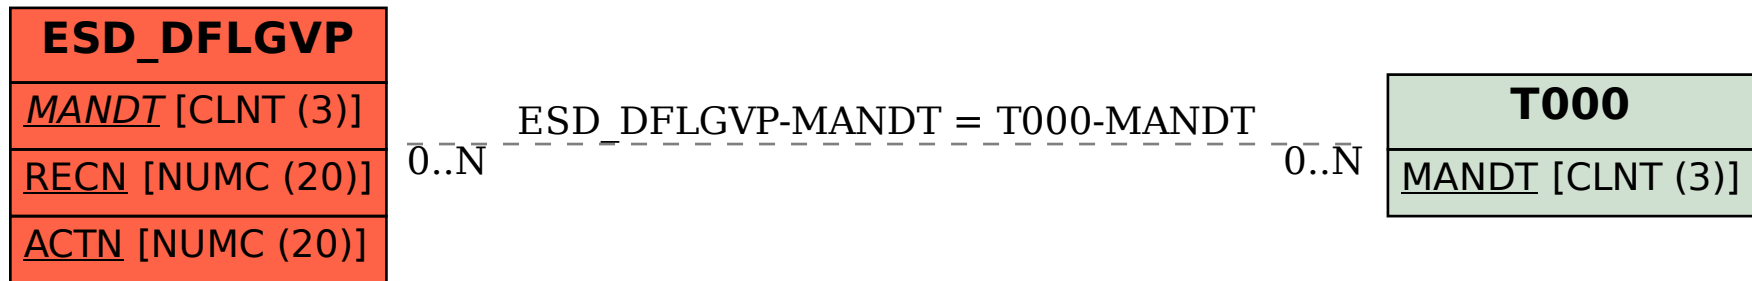 ESD_DFLGVP
MANDT [CLNT (3)]
RECN [NUMC (20)]
ACTN [NUMC (20)]
ESD_DFLGVP-MANDT = T000-MANDT
0..N
0..N
T000
MANDT [CLNT (3)]